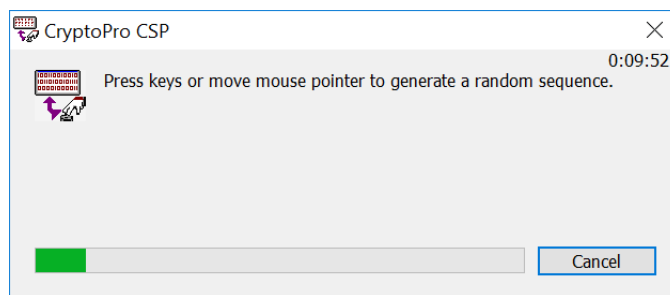 CryptoPro CSP
0:09:52
Press keys or move mouse pointer to generate a random sequence.
Cancel